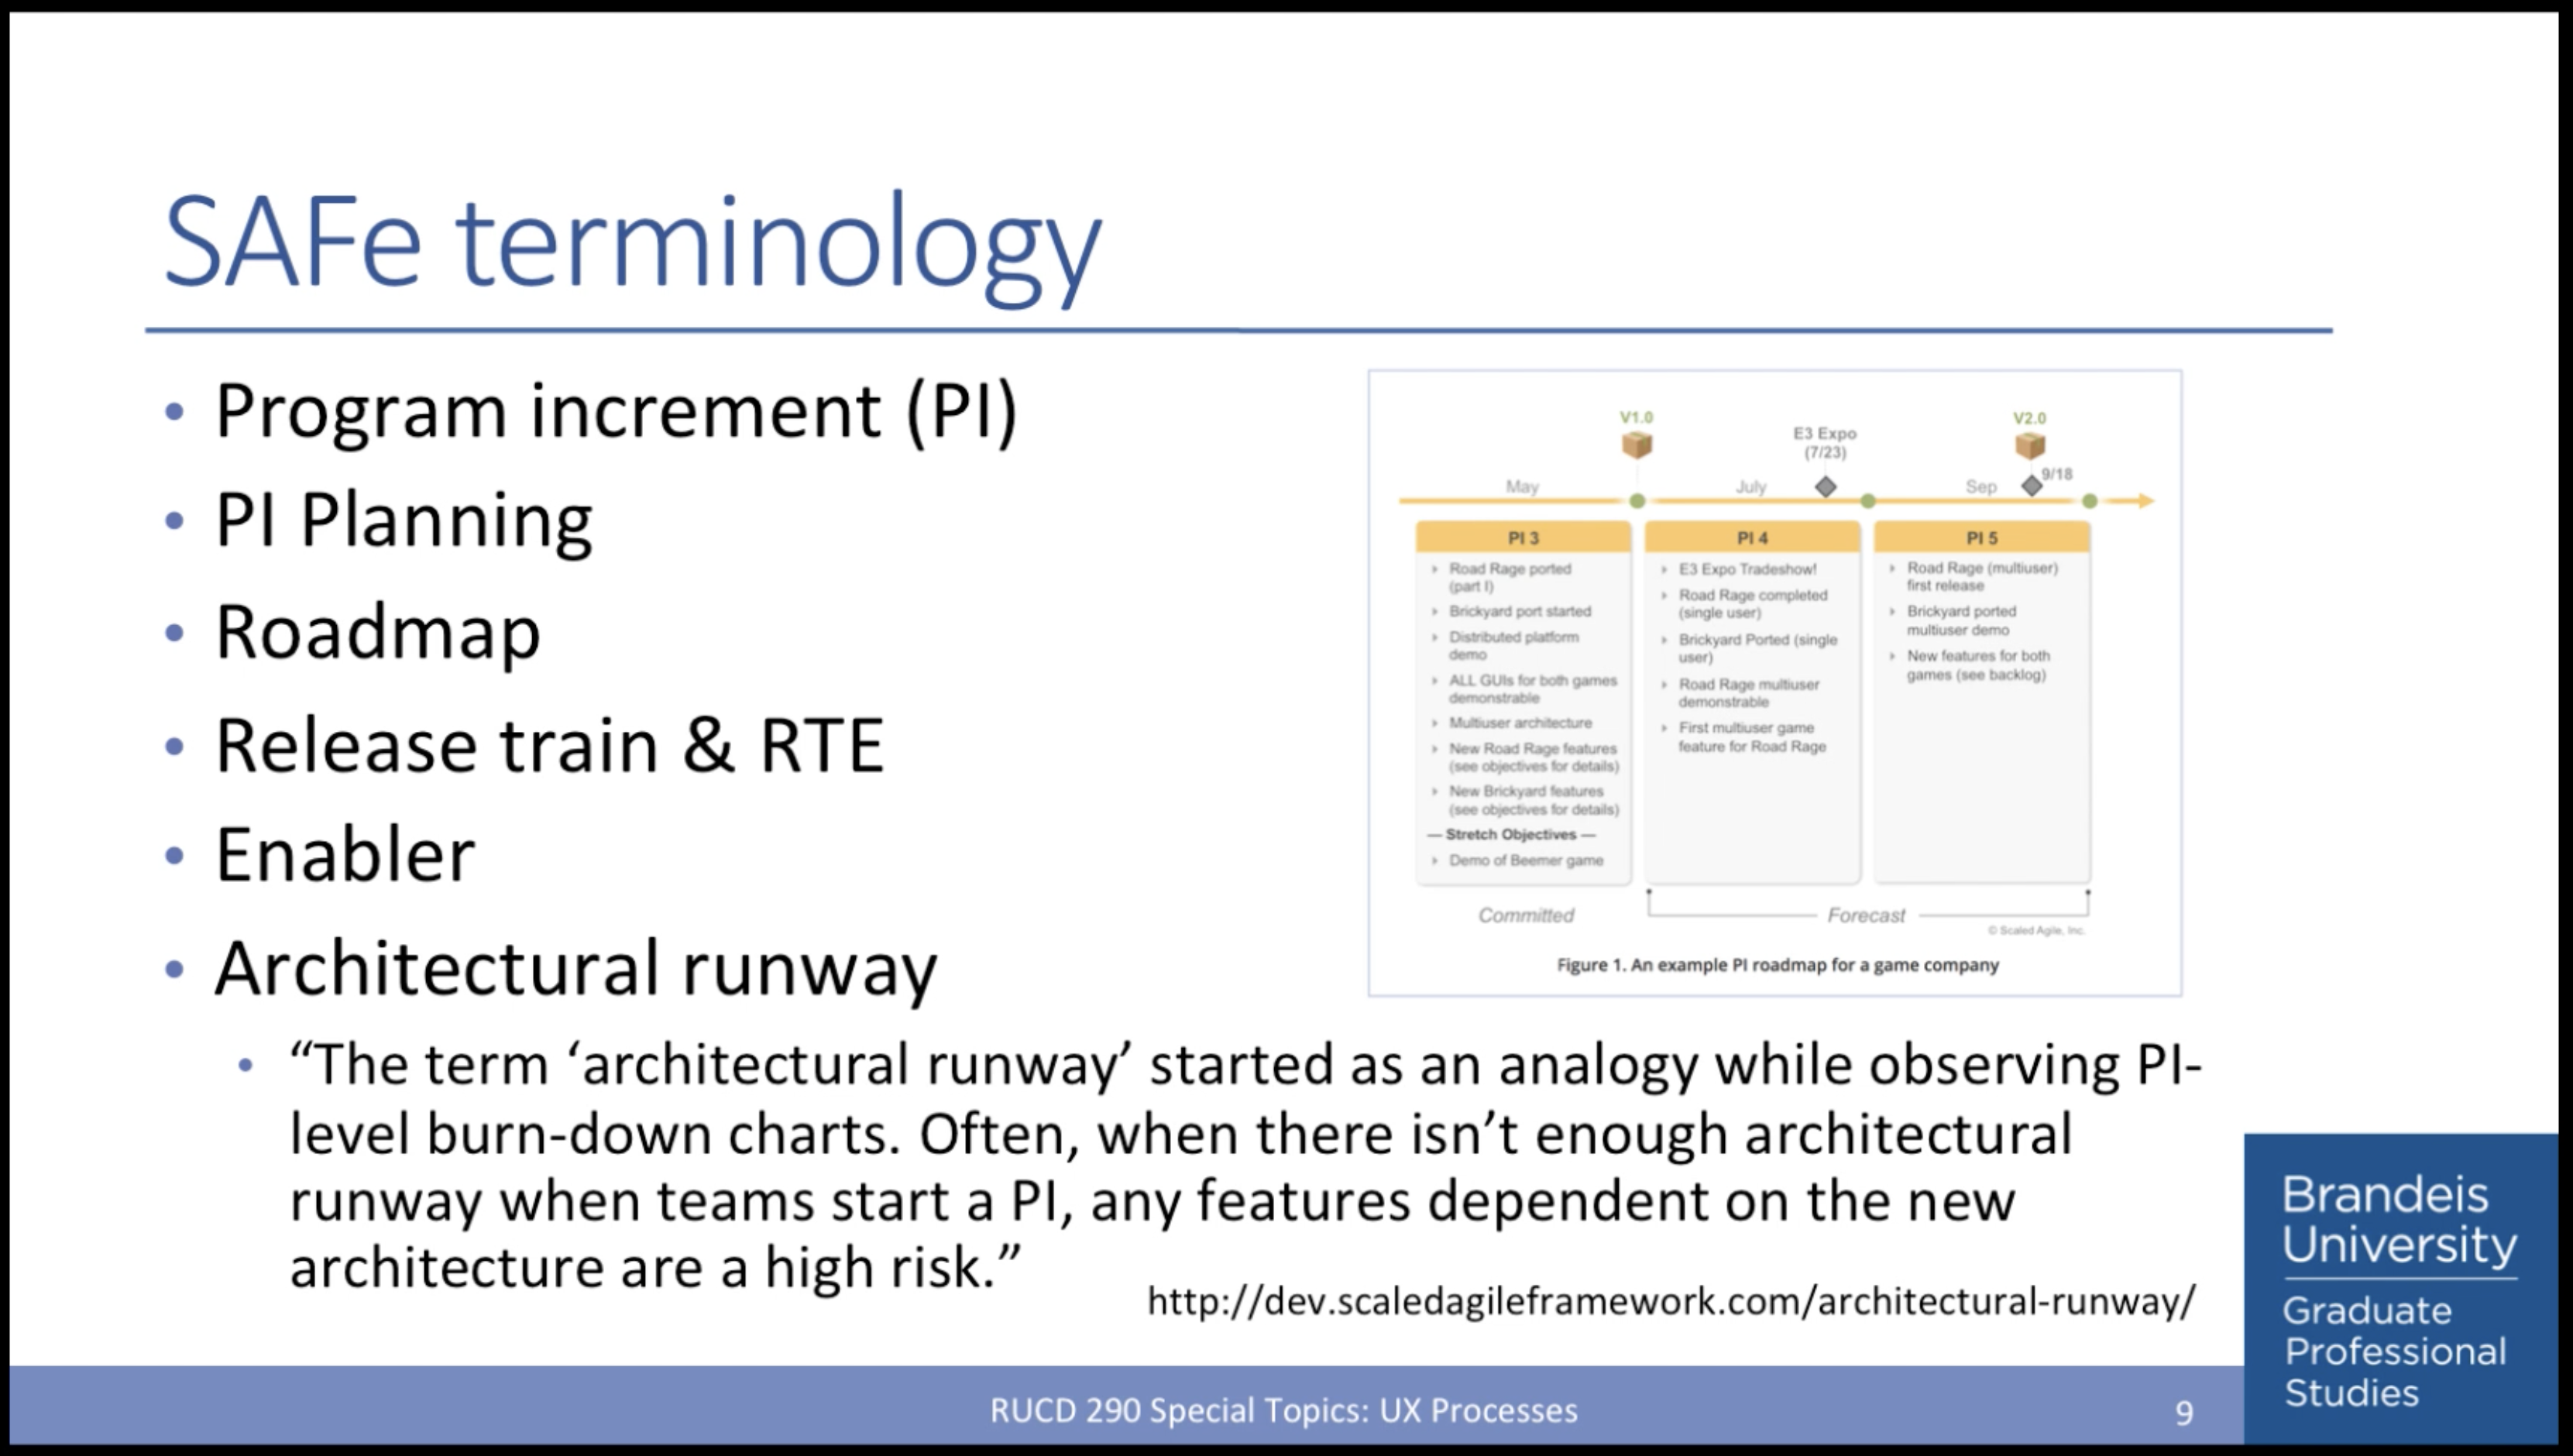 SAFe terminology
• Program increment (PI)
• PI Planning
• Roadmap
• Release train & RTE
• Enabler
• Architectural runway
• “The term ‘architectural runway’ started as an analogy while observing PI-
level burn-down charts. Often, when there isn’t enough architectural
runway when teams start a PI, any features dependent on the new
architecture are a high risk.”
http://dev.scaledagileframework.com/architectural-runway/
V1.0
E3 Expo
(7/23)
V2.0
9/18
May
July
Sep
PI 3
Road Rage ported
(part I)
Brickyard port started
Distributed platform
demo
ALL GUIs for both games
demonstrable
Multiuser architecture
New Road Rage features
(see objectives for details)
New Brickyard features
(see objectives for details)
— Stretch Objectives —
Demo of Beemer game
PI 4
E3 Expo Tradeshow!
Road Rage completed
(single user)
Brickyard Ported (single
user)
Road Rage multiuser
demonstrable
First multiuser game
feature for Road Rage
PI 5
Road Rage (multiuser)
first release
Brickyard ported
multiuser demo
New features for both
games (see backlog)
Committed
Forecast
© Scaled Agile, Inc.
Figure 1. An example PI roadmap for a game company
RUCD 290 Special Topics: UX Processes
9
Brandeis
University
Graduate
Professional
Studies